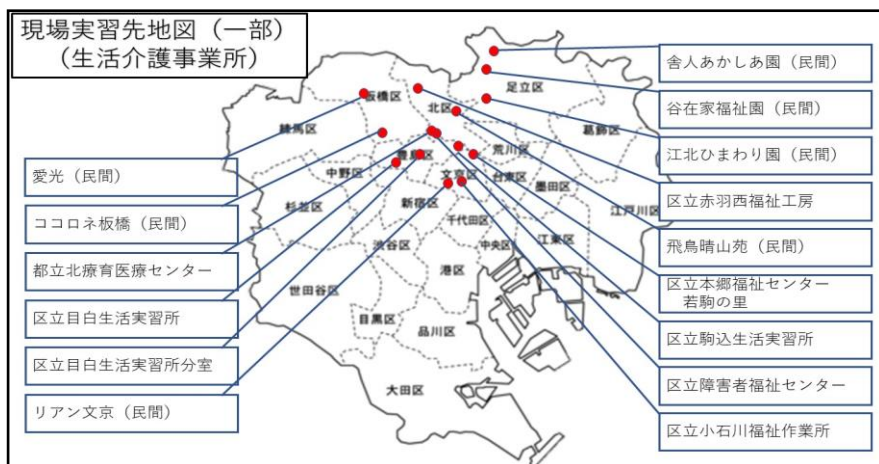 現場実習先地図（一部）
（生活介護事業所）
愛光（民間）
ココロネ板橋（民間）
都立北療育医療センター
区立目白生活実習所
区立目白生活実習所分室
リアン文京（民間）
舎人あかしあ園（民間）
谷在家福祉園（民間）
江北ひまわり園（民間）
区立赤羽西福祉工房
飛鳥晴山苑（民間）
区立本郷福祉センター
若駒の里
区立駒込生活実習所
区立障害者福祉センター
区立小石川福祉作業所
板橋区
北区
足立区
練馬区
葛飾区
豊島区
荒川区
中野区
文京区
台東区
墨田区
杉並区
新宿区
江戸川区
千代田区
渋谷区
中央区
江東区
港区
世田谷区
目黒区
品川区
大田区